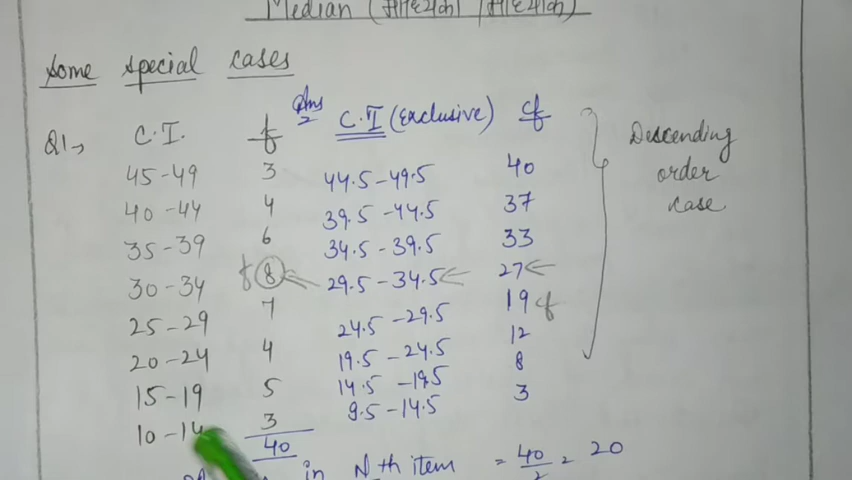 Median (माध्यिका / माध्यिक)
Some special cases
Q1→ C.I. f Ans C.I (Exclusive) cf
45-49 3 44.5-49.5 40
40-44 4 39.5-44.5 37
35-39 6 34.5-39.5 33
30-34 f 8 29.5-34.5 27
25-29 7 24.5-29.5 19 cf
20-24 4 19.5-24.5 12
15-19 5 14.5-19.5 8
10-14 3 9.5-14.5 3
40
Descending
order
case
in N th item = 40/2 = 20